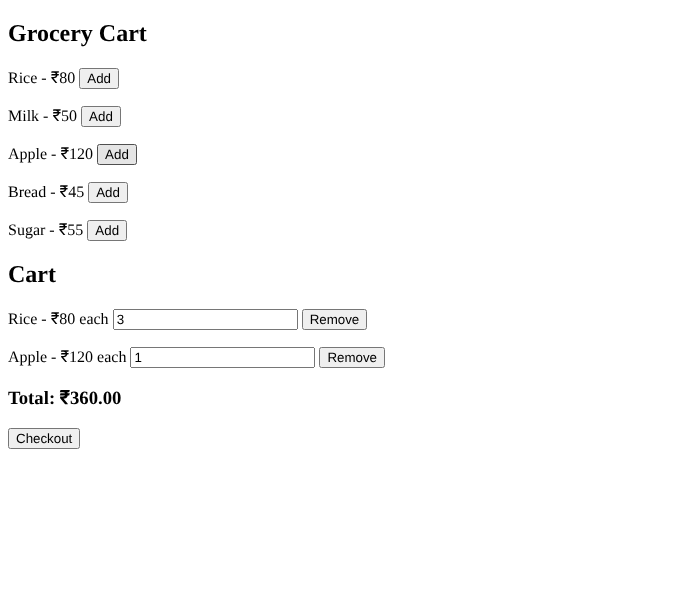 Grocery Cart
Rice - ₹80 Add
Milk - ₹50 Add
Apple - ₹120 Add
Bread - ₹45 Add
Sugar - ₹55 Add
Cart
Rice - ₹80 each 3 Remove
Apple - ₹120 each 1 Remove
Total: ₹360.00
Checkout